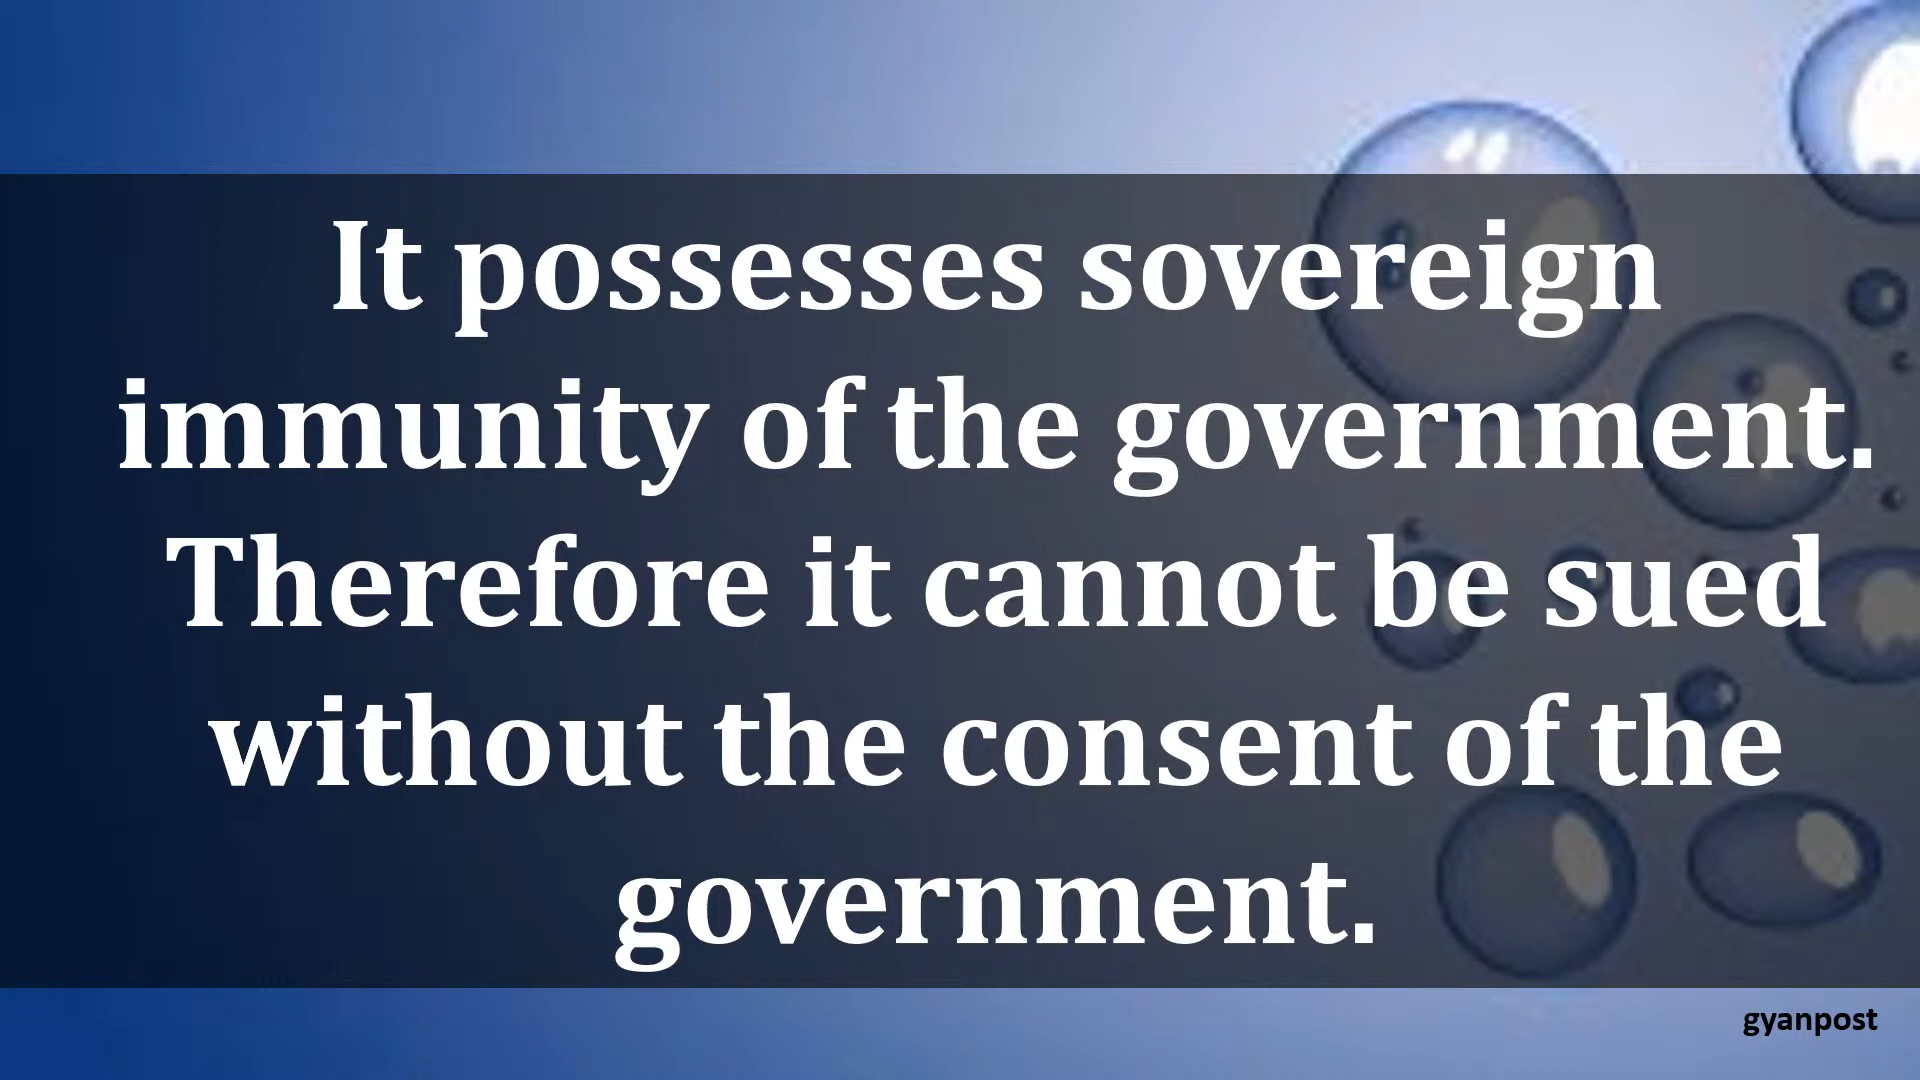 It possesses sovereign
immunity of the government.
Therefore it cannot be sued
without the consent of the
government.
gyanpost